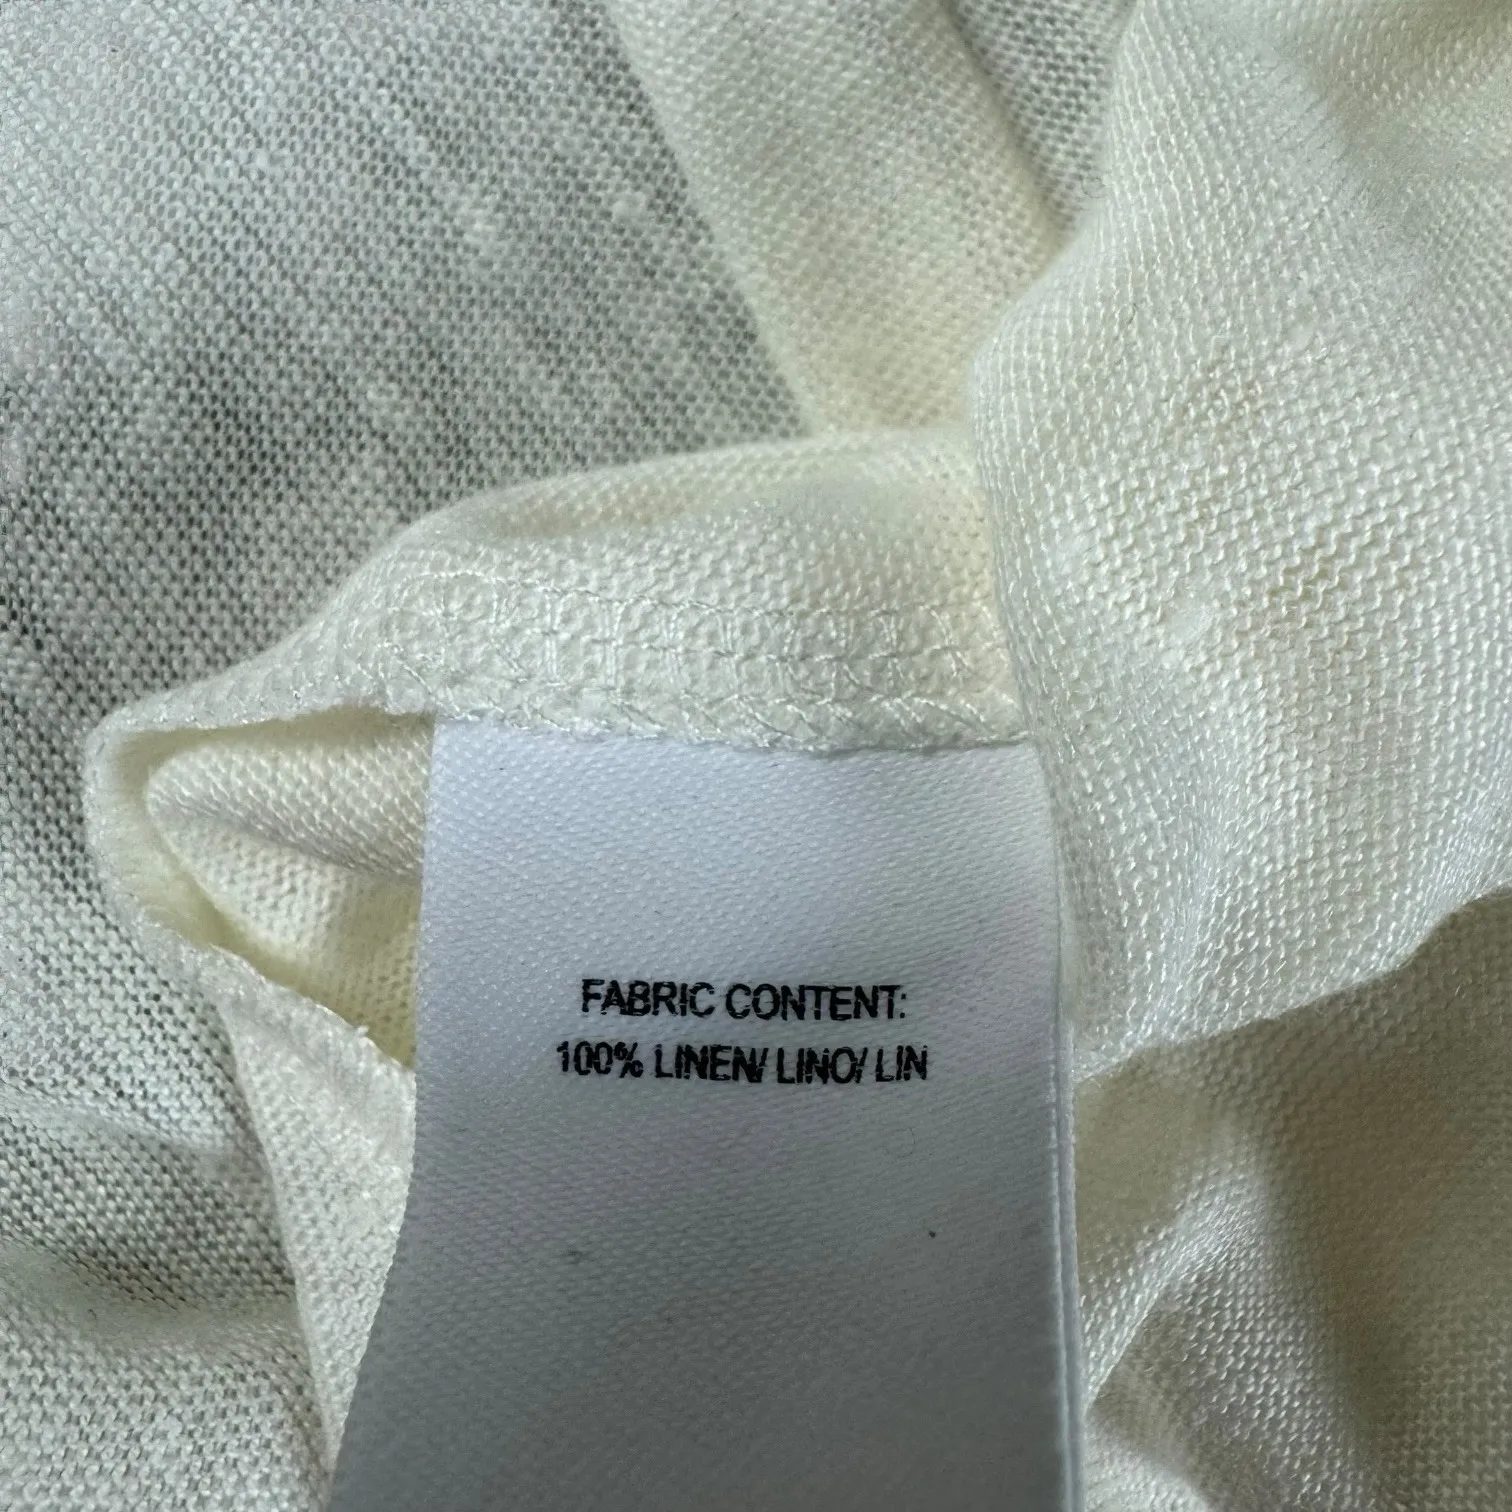 FABRIC CONTENT:
100% LINEN/ LINO/ LIN